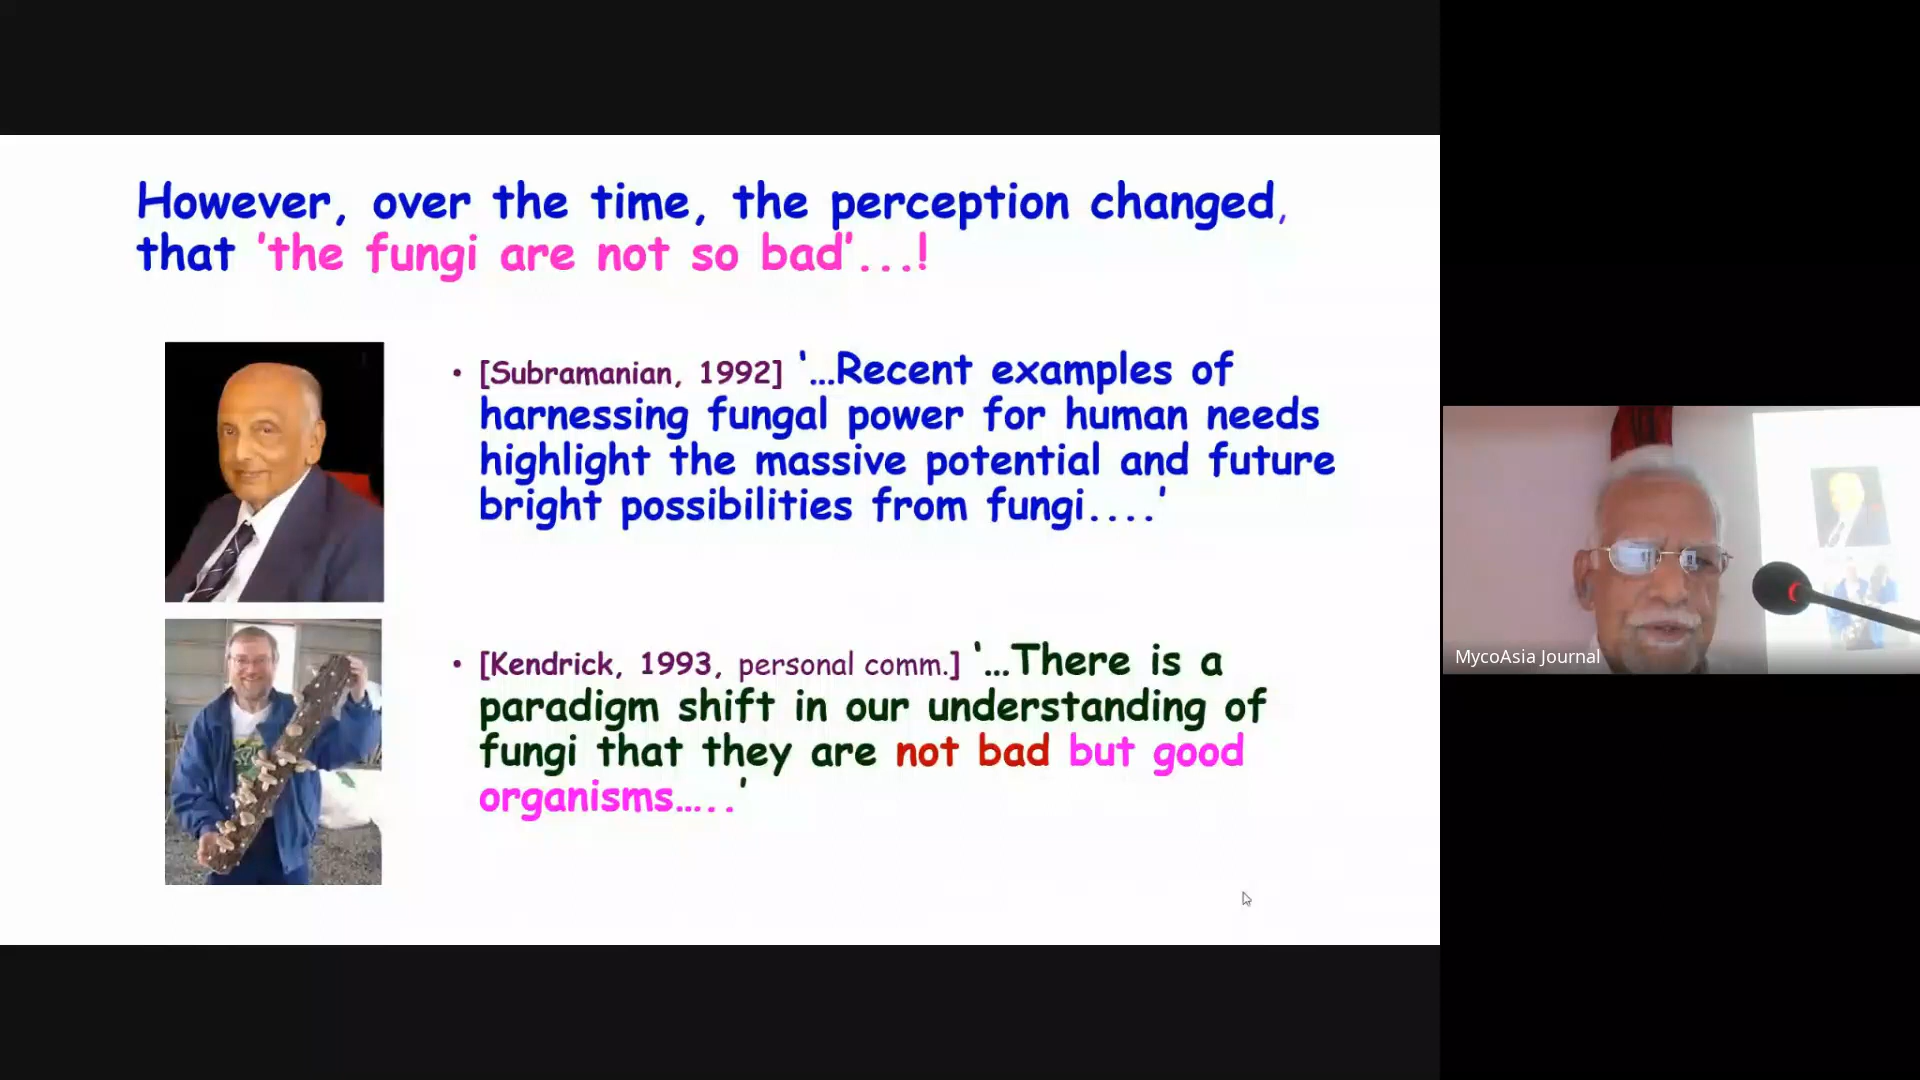 However, over the time, the perception changed,
that 'the fungi are not so bad'...!
• [Subramanian, 1992] ‘…Recent examples of
harnessing fungal power for human needs
highlight the massive potential and future
bright possibilities from fungi....’
• [Kendrick, 1993, personal comm.] ‘…There is a
paradigm shift in our understanding of
fungi that they are not bad but good
organisms…..’
MycoAsia Journal